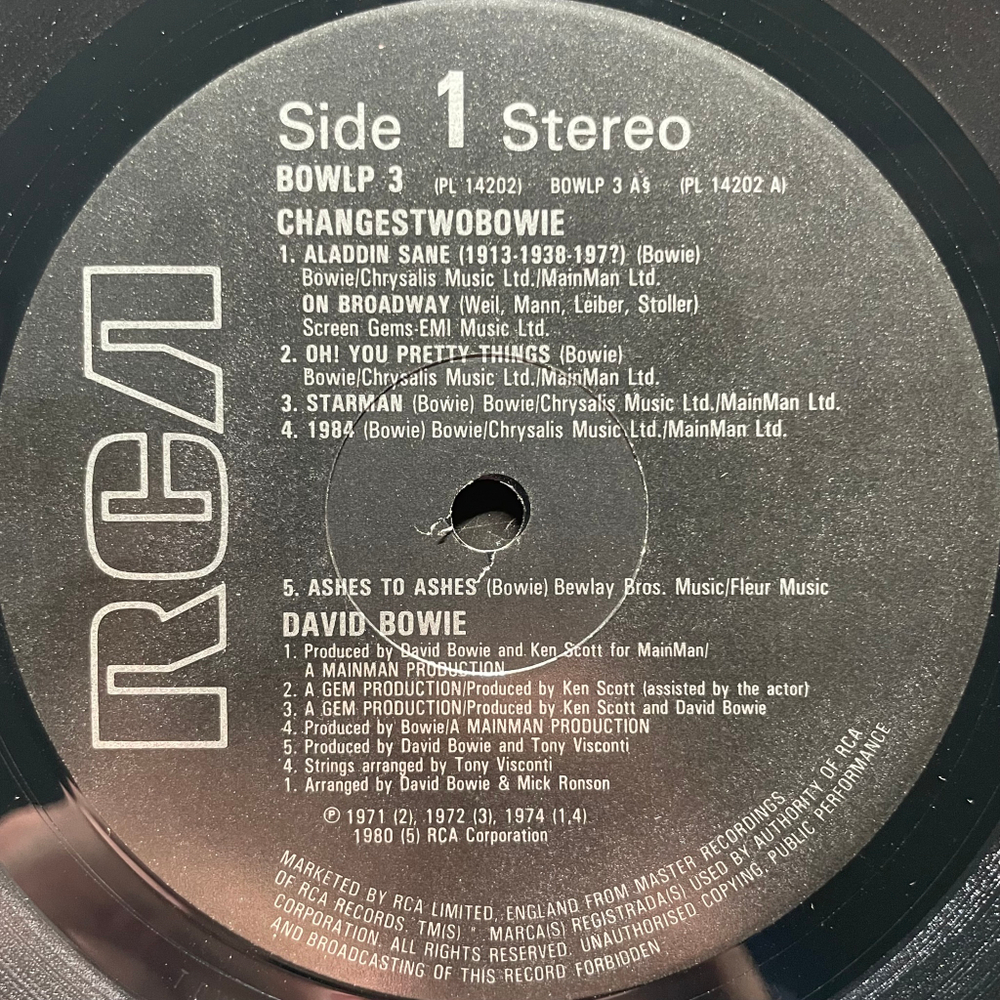 Side 1 Stereo
BOWLP 3 (PL 14202) BOWLP 3 A§ (PL 14202 A)
CHANGESTWOBOWIE
1. ALADDIN SANE (1913-1938-197?) (Bowie)
Bowie/Chrysalis Music Ltd./MainMan Ltd.
ON BROADWAY (Weil, Mann, Leiber, Stoller)
Screen Gems-EMI Music Ltd.
2. OH! YOU PRETTY THINGS (Bowie)
Bowie/Chrysalis Music Ltd./MainMan Ltd.
3. STARMAN (Bowie) Bowie/Chrysalis Music Ltd./MainMan Ltd.
4. 1984 (Bowie) Bowie/Chrysalis Music Ltd./MainMan Ltd.
RCA
5. ASHES TO ASHES (Bowie) Bewlay Bros. Music/Fleur Music
DAVID BOWIE
1. Produced by David Bowie and Ken Scott for MainMan/
A MAINMAN PRODUCTION
2. A GEM PRODUCTION/Produced by Ken Scott (assisted by the actor)
3. A GEM PRODUCTION/Produced by Ken Scott and David Bowie
4. Produced by Bowie/A MAINMAN PRODUCTION
5. Produced by David Bowie and Tony Visconti
4. Strings arranged by Tony Visconti
1. Arranged by David Bowie & Mick Ronson
℗ 1971 (2), 1972 (3), 1974 (1,4)
1980 (5) RCA Corporation
MARKETED BY RCA LIMITED, ENGLAND FROM MASTER RECORDINGS
OF RCA RECORDS, TM(S) ® MARCA(S) REGISTRADA(S) USED BY AUTHORITY OF RCA
CORPORATION. ALL RIGHTS RESERVED. UNAUTHORISED COPYING, PUBLIC PERFORMANCE
AND BROADCASTING OF THIS RECORD FORBIDDEN